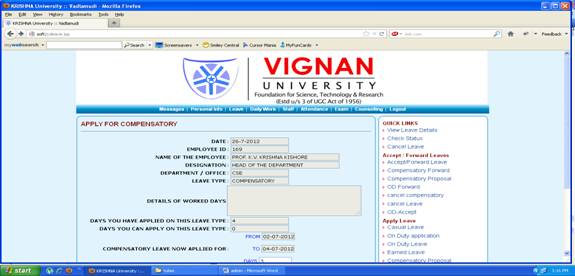 KRISHNA University :: Vadlamudi - Mozilla Firefox
File Edit View History Bookmarks Tools Help
KRISHNA University :: Vadlamudi
mywebsearch Search Screensavers Smiley Central Cursor Mania MyFunCards
Feedback
VIGNAN
UNIVERSITY
Foundation for Science, Technology & Research
(Estd u/s 3 of UGC Act of 1956)
Messages | Personal Info | Leave | Daily Work | Staff | Attendance | Exam | Counseling | Logout
APPLY FOR COMPENSATORY
DATE : 26-7-2012
EMPLOYEE ID : 169
NAME OF THE EMPLOYEE : PROF. K.V. KRISHNA KISHORE
DESIGNATION : HEAD OF THE DEPARTMENT
DEPARTMENT / OFFICE : CSE
LEAVE TYPE : COMPENSATORY
DETAILS OF WORKED DAYS
DAYS YOU HAVE APPLIED ON THIS LEAVE TYPE : 4
DAYS YOU CAN APPLY ON THIS LEAVE TYPE : 0
FROM 02-07-2012
COMPENSATORY LEAVE NOW APLLIED FOR: TO 04-07-2012
DAYS 3
QUICK LINKS
View Leave Details
Check Status
Cancel Leave
Accept / Forward Leaves
Accept/Forward Leave
Compensatory Forward
Compensatory Proposal
OD Forward
cancel compensatory
cancel Leave
OD-Accept
Apply Leave
Casual Leave
On Duty application
On Duty Leave
Earned Leave
Compensatory Proposal
start
KRISHNA University ::...
admin - Microsoft Word